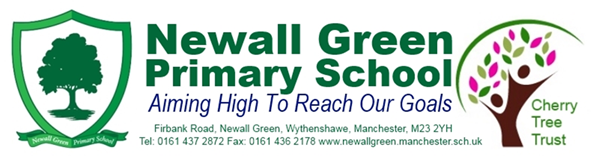 Newall Green
Primary School
Aiming High To Reach Our Goals
Firbank Road, Newall Green, Wythenshawe, Manchester, M23 2YH
Tel: 0161 437 2872 Fax: 0161 436 2178 www.newallgreen.manchester.sch.uk
Newall Green Primary School
Cherry
Tree
Trust